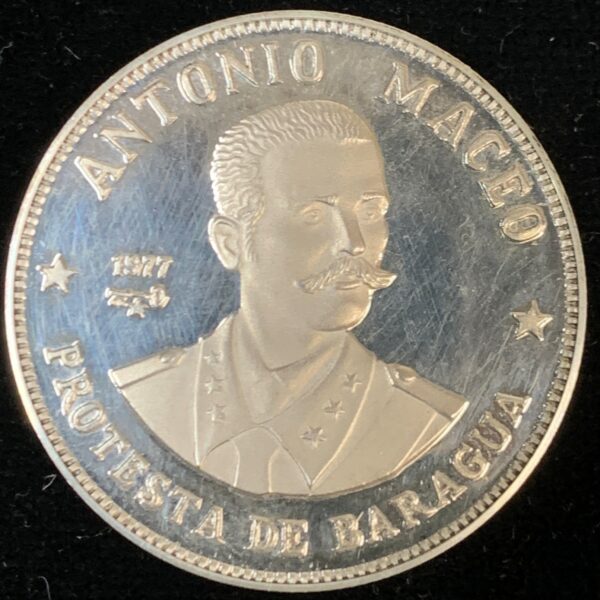 ANTONIO MACEO
1977
PROTESTA DE BARAGUA